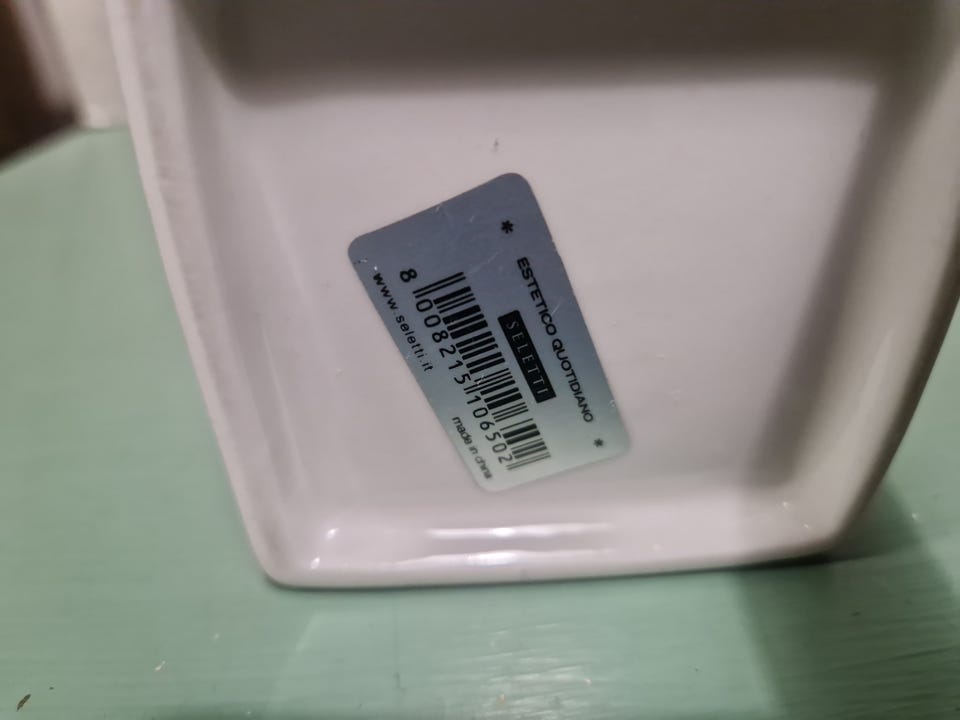 * ESTETICO QUOTIDIANO *
SELETTI
8 008215 106502
www.seletti.it
made in china